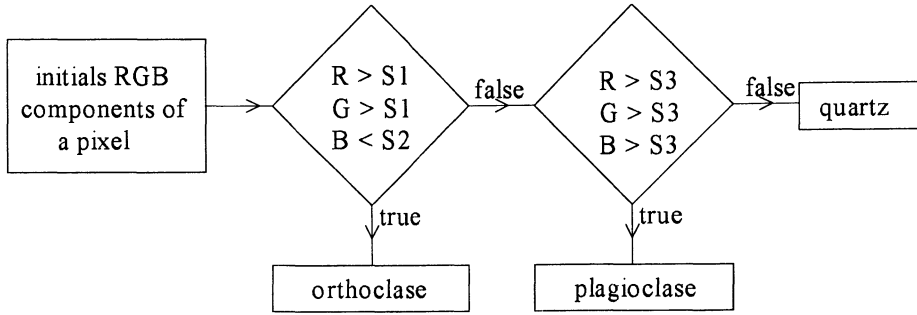 initials RGB
components of
a pixel
R > S1
G > S1
B < S2
false
true
orthoclase
R > S3
G > S3
B > S3
false
true
plagioclase
quartz